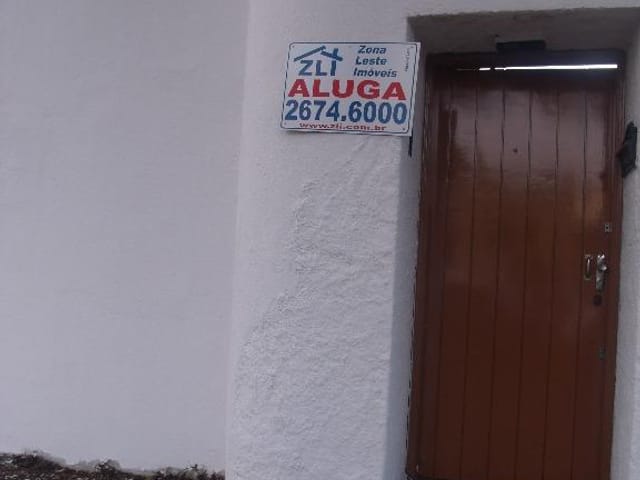 ZLI
Zona
Leste
Imóveis
ALUGA
2674.6000
www.zli.com.br